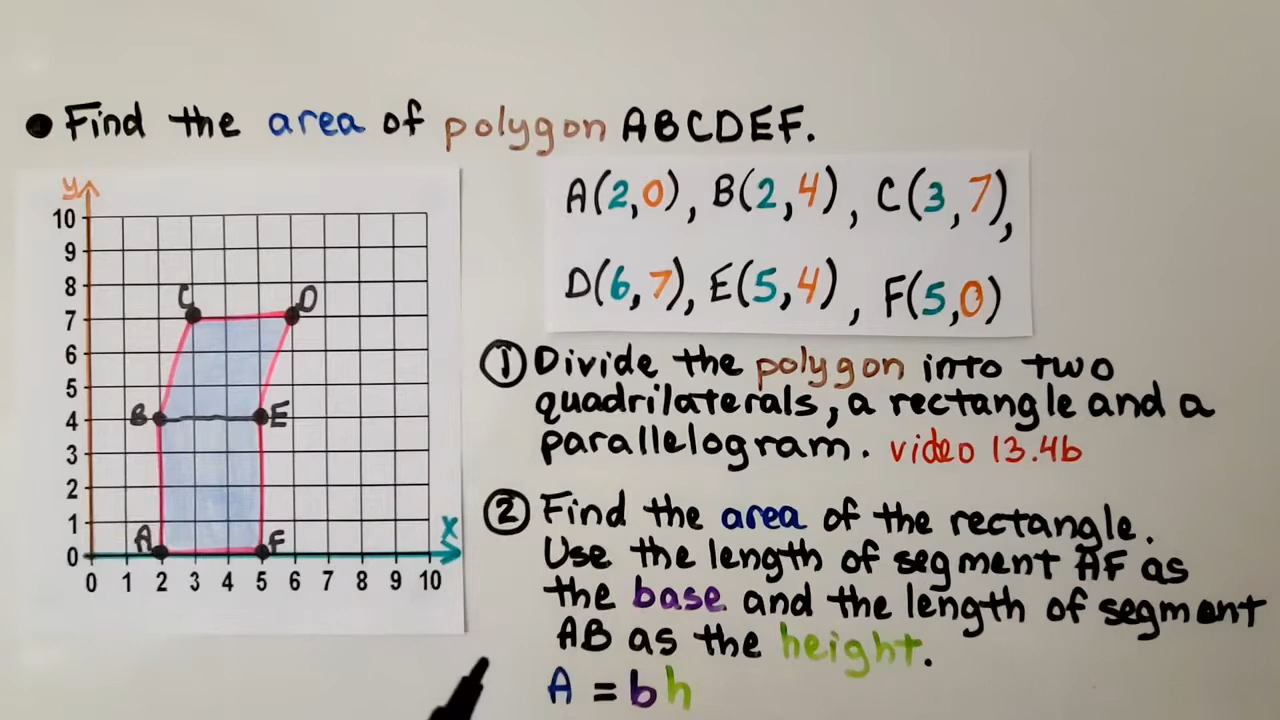 Find the area of polygon ABCDEF.
A(2,0), B(2,4), C(3,7),
D(6,7), E(5,4), F(5,0)
y
10
9
8
7
6
5
4
3
2
1
0
C D
B E
A F
x
0 1 2 3 4 5 6 7 8 9 10
① Divide the polygon into two
quadrilaterals, a rectangle and a
parallelogram. video 13.4b
② Find the area of the rectangle.
Use the length of segment AF as
the base and the length of segment
AB as the height.
A = bh